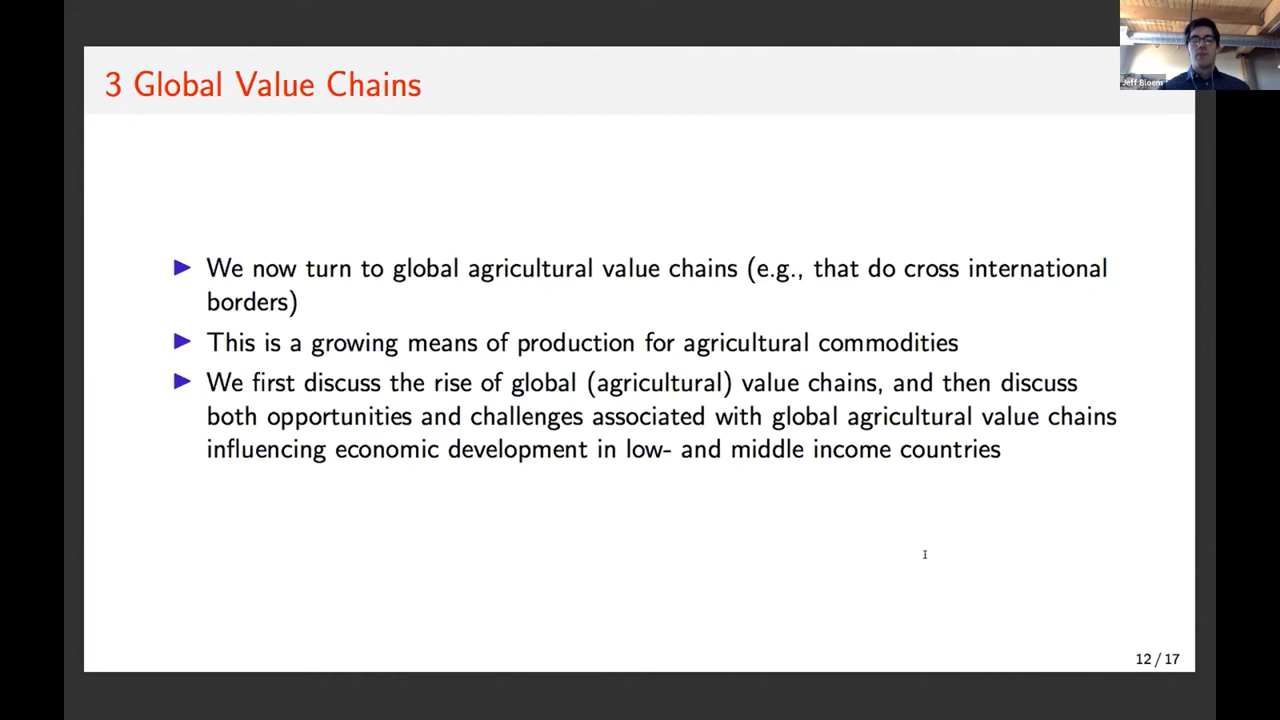 3 Global Value Chains
Jeff Bloem
We now turn to global agricultural value chains (e.g., that do cross international
borders)
This is a growing means of production for agricultural commodities
We first discuss the rise of global (agricultural) value chains, and then discuss
both opportunities and challenges associated with global agricultural value chains
influencing economic development in low- and middle income countries
12 / 17